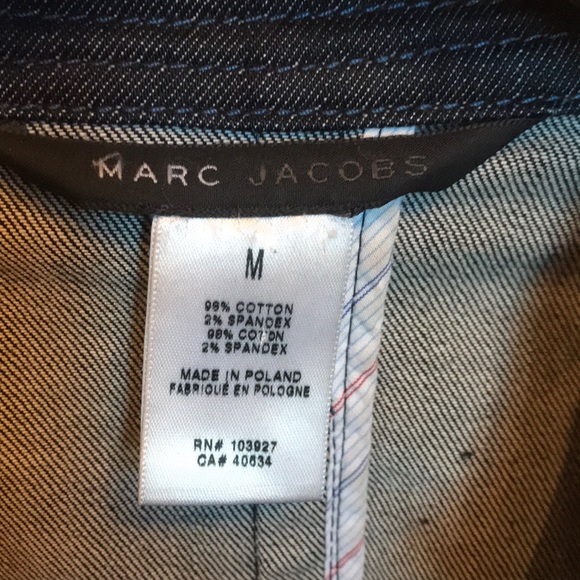 MARC JACOBS
M
98% COTTON
2% SPANDEX
98% COTON
2% SPANDEX
MADE IN POLAND
FABRIQUÉ EN POLOGNE
RN# 103927
CA# 40634